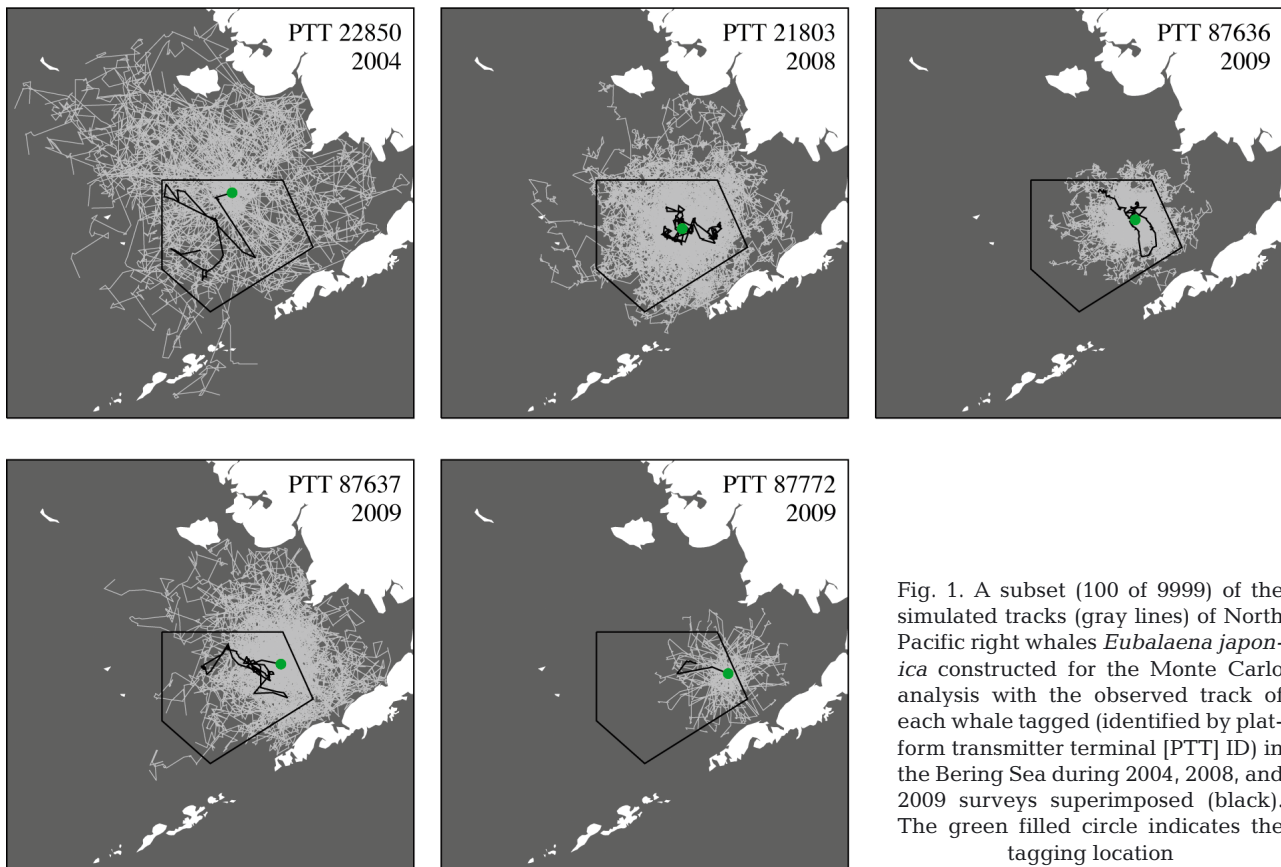 PTT 22850
2004
PTT 21803
2008
PTT 87636
2009
PTT 87637
2009
PTT 87772
2009
Fig. 1. A subset (100 of 9999) of the
simulated tracks (gray lines) of North
Pacific right whales Eubalaena japon-
ica constructed for the Monte Carlo
analysis with the observed track of
each whale tagged (identified by plat-
form transmitter terminal [PTT] ID) in
the Bering Sea during 2004, 2008, and
2009 surveys superimposed (black).
The green filled circle indicates the
tagging location